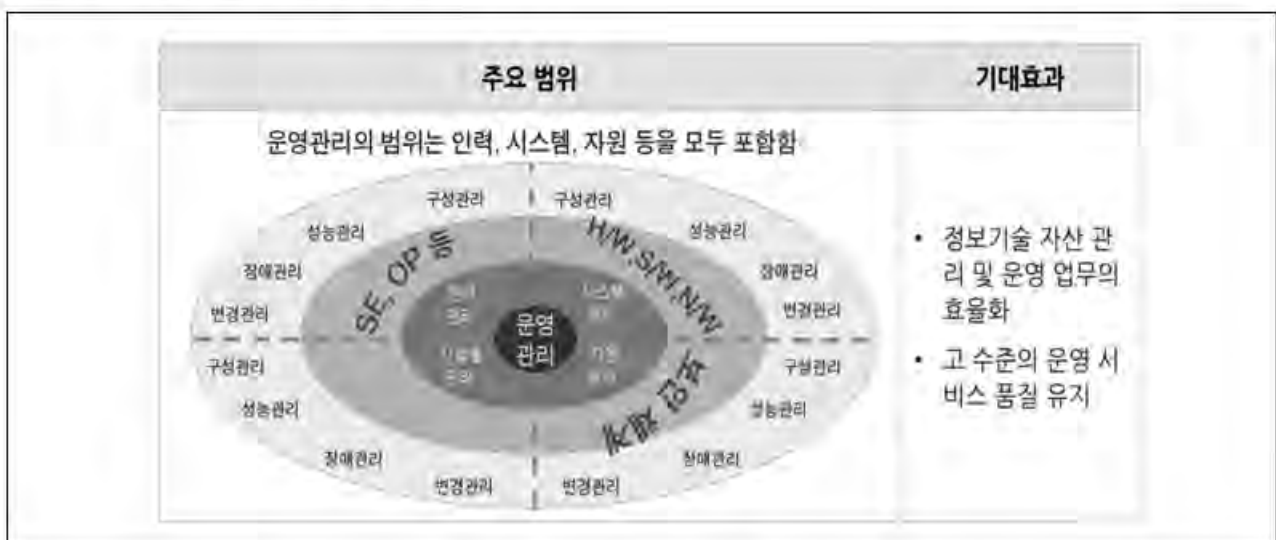 주요 범위
기대효과
운영관리의 범위는 인력, 시스템, 자원 등을 모두 포함함
구성관리
구성관리
성능관리
성능관리
장애관리
장애관리
변경관리
변경관리
SE, OP 등
H/W,S/W,N/W
운영
관리
구성관리
구성관리
성능관리
성능관리
장애관리
장애관리
변경관리
변경관리
• 정보기술 자산 관
리 및 운영 업무의
효율화
• 고 수준의 운영 서
비스 품질 유지